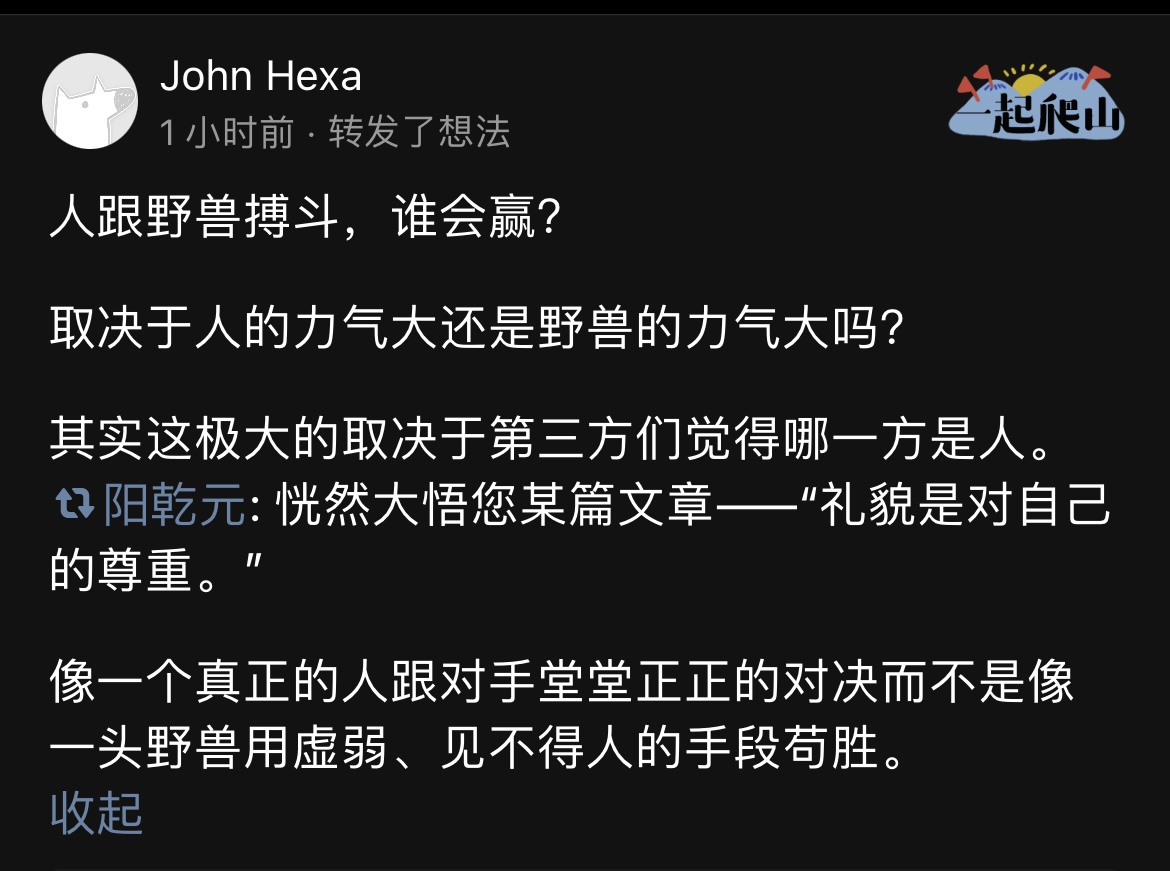 John Hexa
1 小时前 · 转发了想法
一起爬山
人跟野兽搏斗，谁会赢？
取决于人的力气大还是野兽的力气大吗？
其实这极大的取决于第三方们觉得哪一方是人。
阳乾元: 恍然大悟您某篇文章——“礼貌是对自己
的尊重。”
像一个真正的人跟对手堂堂正正的对决而不是像
一头野兽用虚弱、见不得人的手段苟胜。
收起